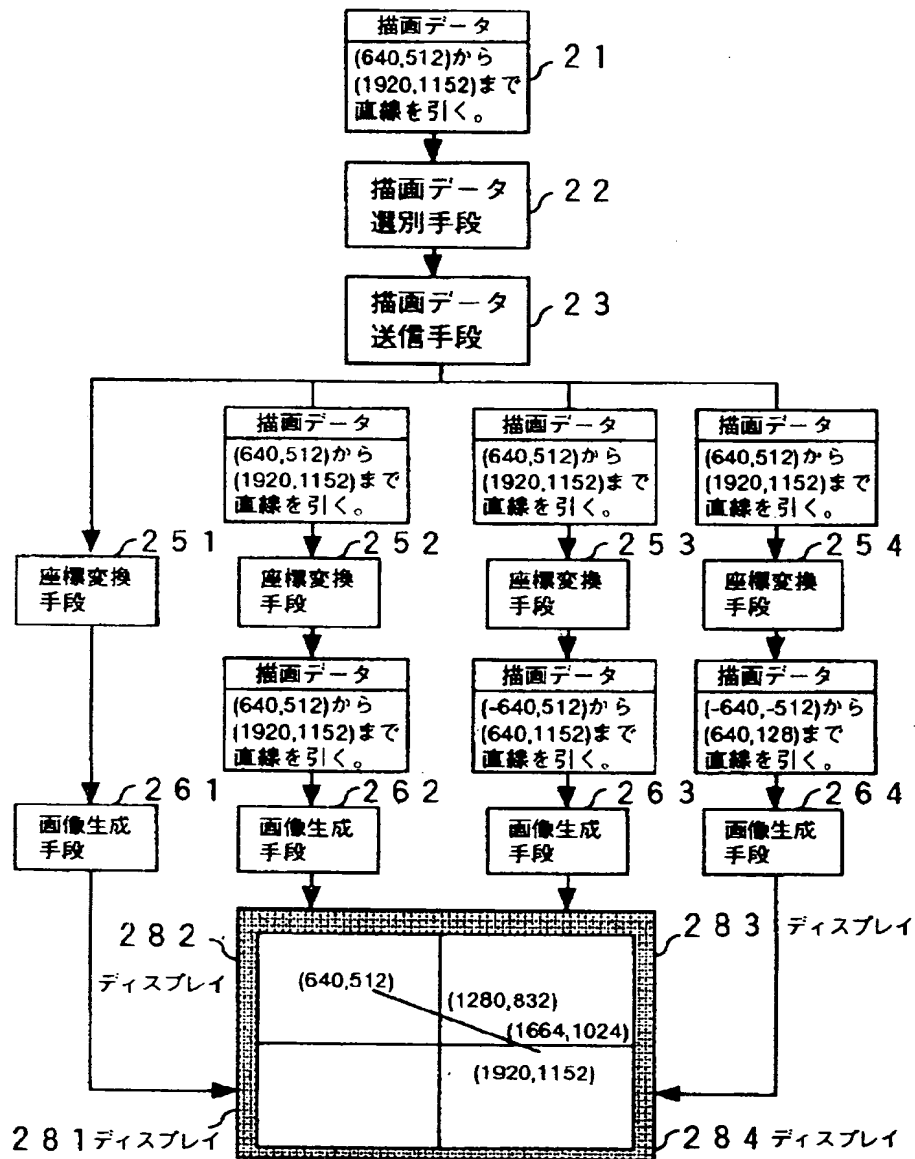 描画データ
(640,512)から
(1920,1152)まで
直線を引く。
21
描画データ
選別手段
22
描画データ
送信手段
23
描画データ
(640,512)から
(1920,1152)まで
直線を引く。
描画データ
(640,512)から
(1920,1152)まで
直線を引く。
描画データ
(640,512)から
(1920,1152)まで
直線を引く。
251
252
253
254
座標変換
手段
座標変換
手段
座標変換
手段
座標変換
手段
描画データ
(640,512)から
(1920,1152)まで
直線を引く。
描画データ
(-640,512)から
(640,1152)まで
直線を引く。
描画データ
(-640,-512)から
(640,128)まで
直線を引く。
261
262
263
264
画像生成
手段
画像生成
手段
画像生成
手段
画像生成
手段
282
ディスプレイ
283 ディスプレイ
(640,512)
(1280,832)
(1664,1024)
(1920,1152)
281ディスプレイ
284ディスプレイ